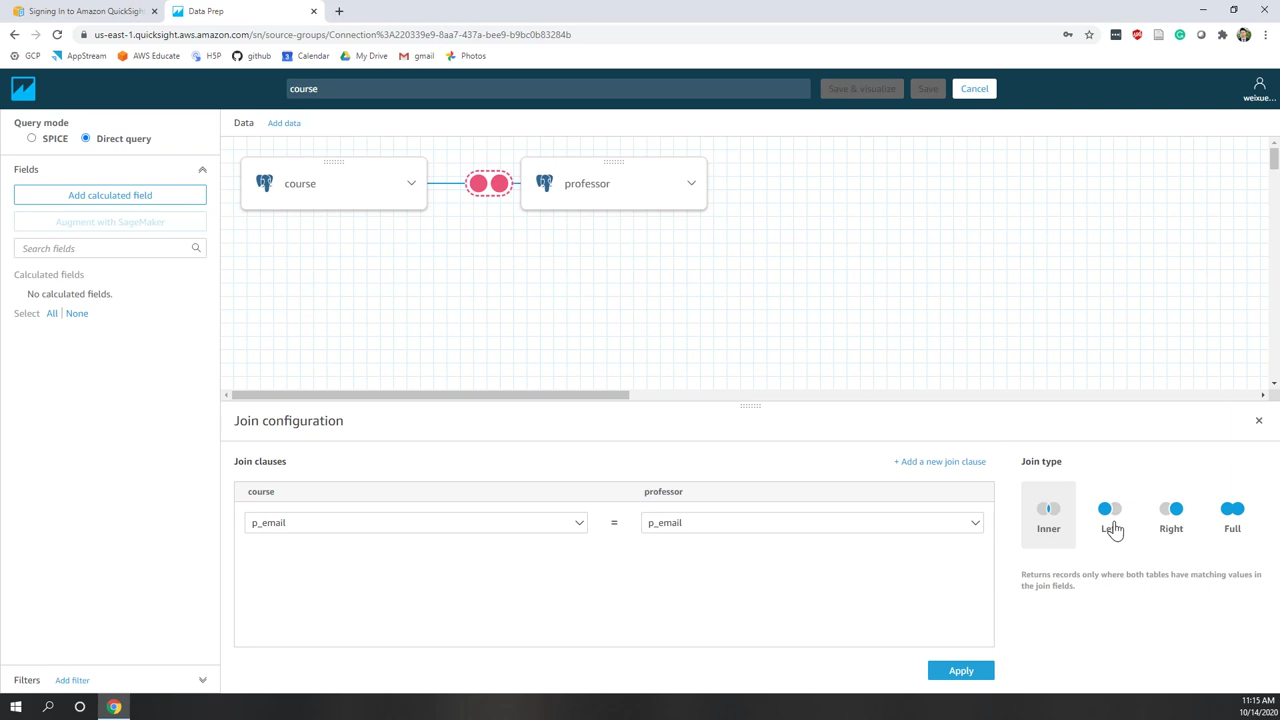 Signing In to Amazon QuickSight
Data Prep
us-east-1.quicksight.aws.amazon.com/sn/source-groups/Connection%3A220339e9-8aa7-437a-bee9-b9bc0b83284b
GCP
AppStream
AWS Educate
H5P
github
Calendar
My Drive
gmail
Photos
course
Save & visualize
Save
Cancel
weixue...
Query mode
SPICE
Direct query
Data
Add data
Fields
Add calculated field
Augment with SageMaker
Search fields
Calculated fields
No calculated fields.
Select All | None
course
professor
Join configuration
Join clauses
+ Add a new join clause
course
professor
p_email
=
p_email
Apply
Join type
Inner
Left
Right
Full
Returns records only where both tables have matching values in
the join fields.
Filters
Add filter
11:15 AM
10/14/2020